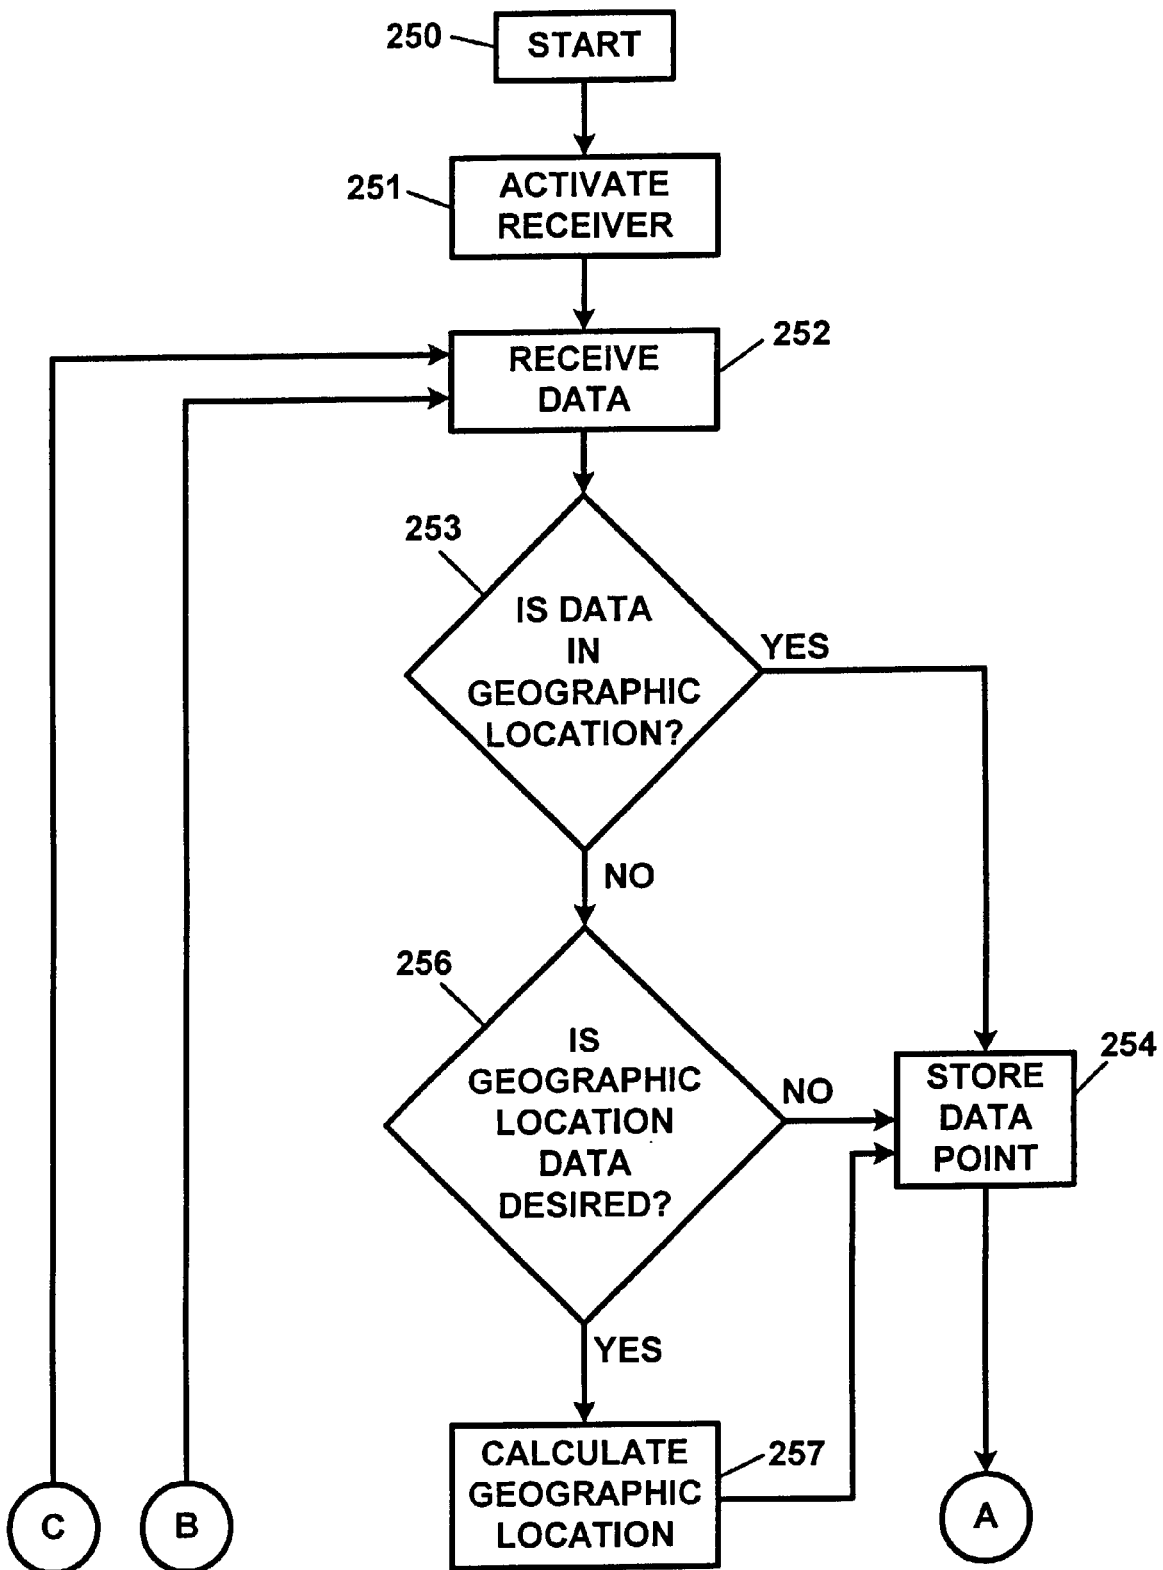 250
START
251
ACTIVATE
RECEIVER
252
RECEIVE
DATA
253
IS DATA
IN
GEOGRAPHIC
LOCATION?
YES
NO
256
IS
GEOGRAPHIC
LOCATION
DATA
DESIRED?
NO
254
STORE
DATA
POINT
YES
257
CALCULATE
GEOGRAPHIC
LOCATION
C
B
A